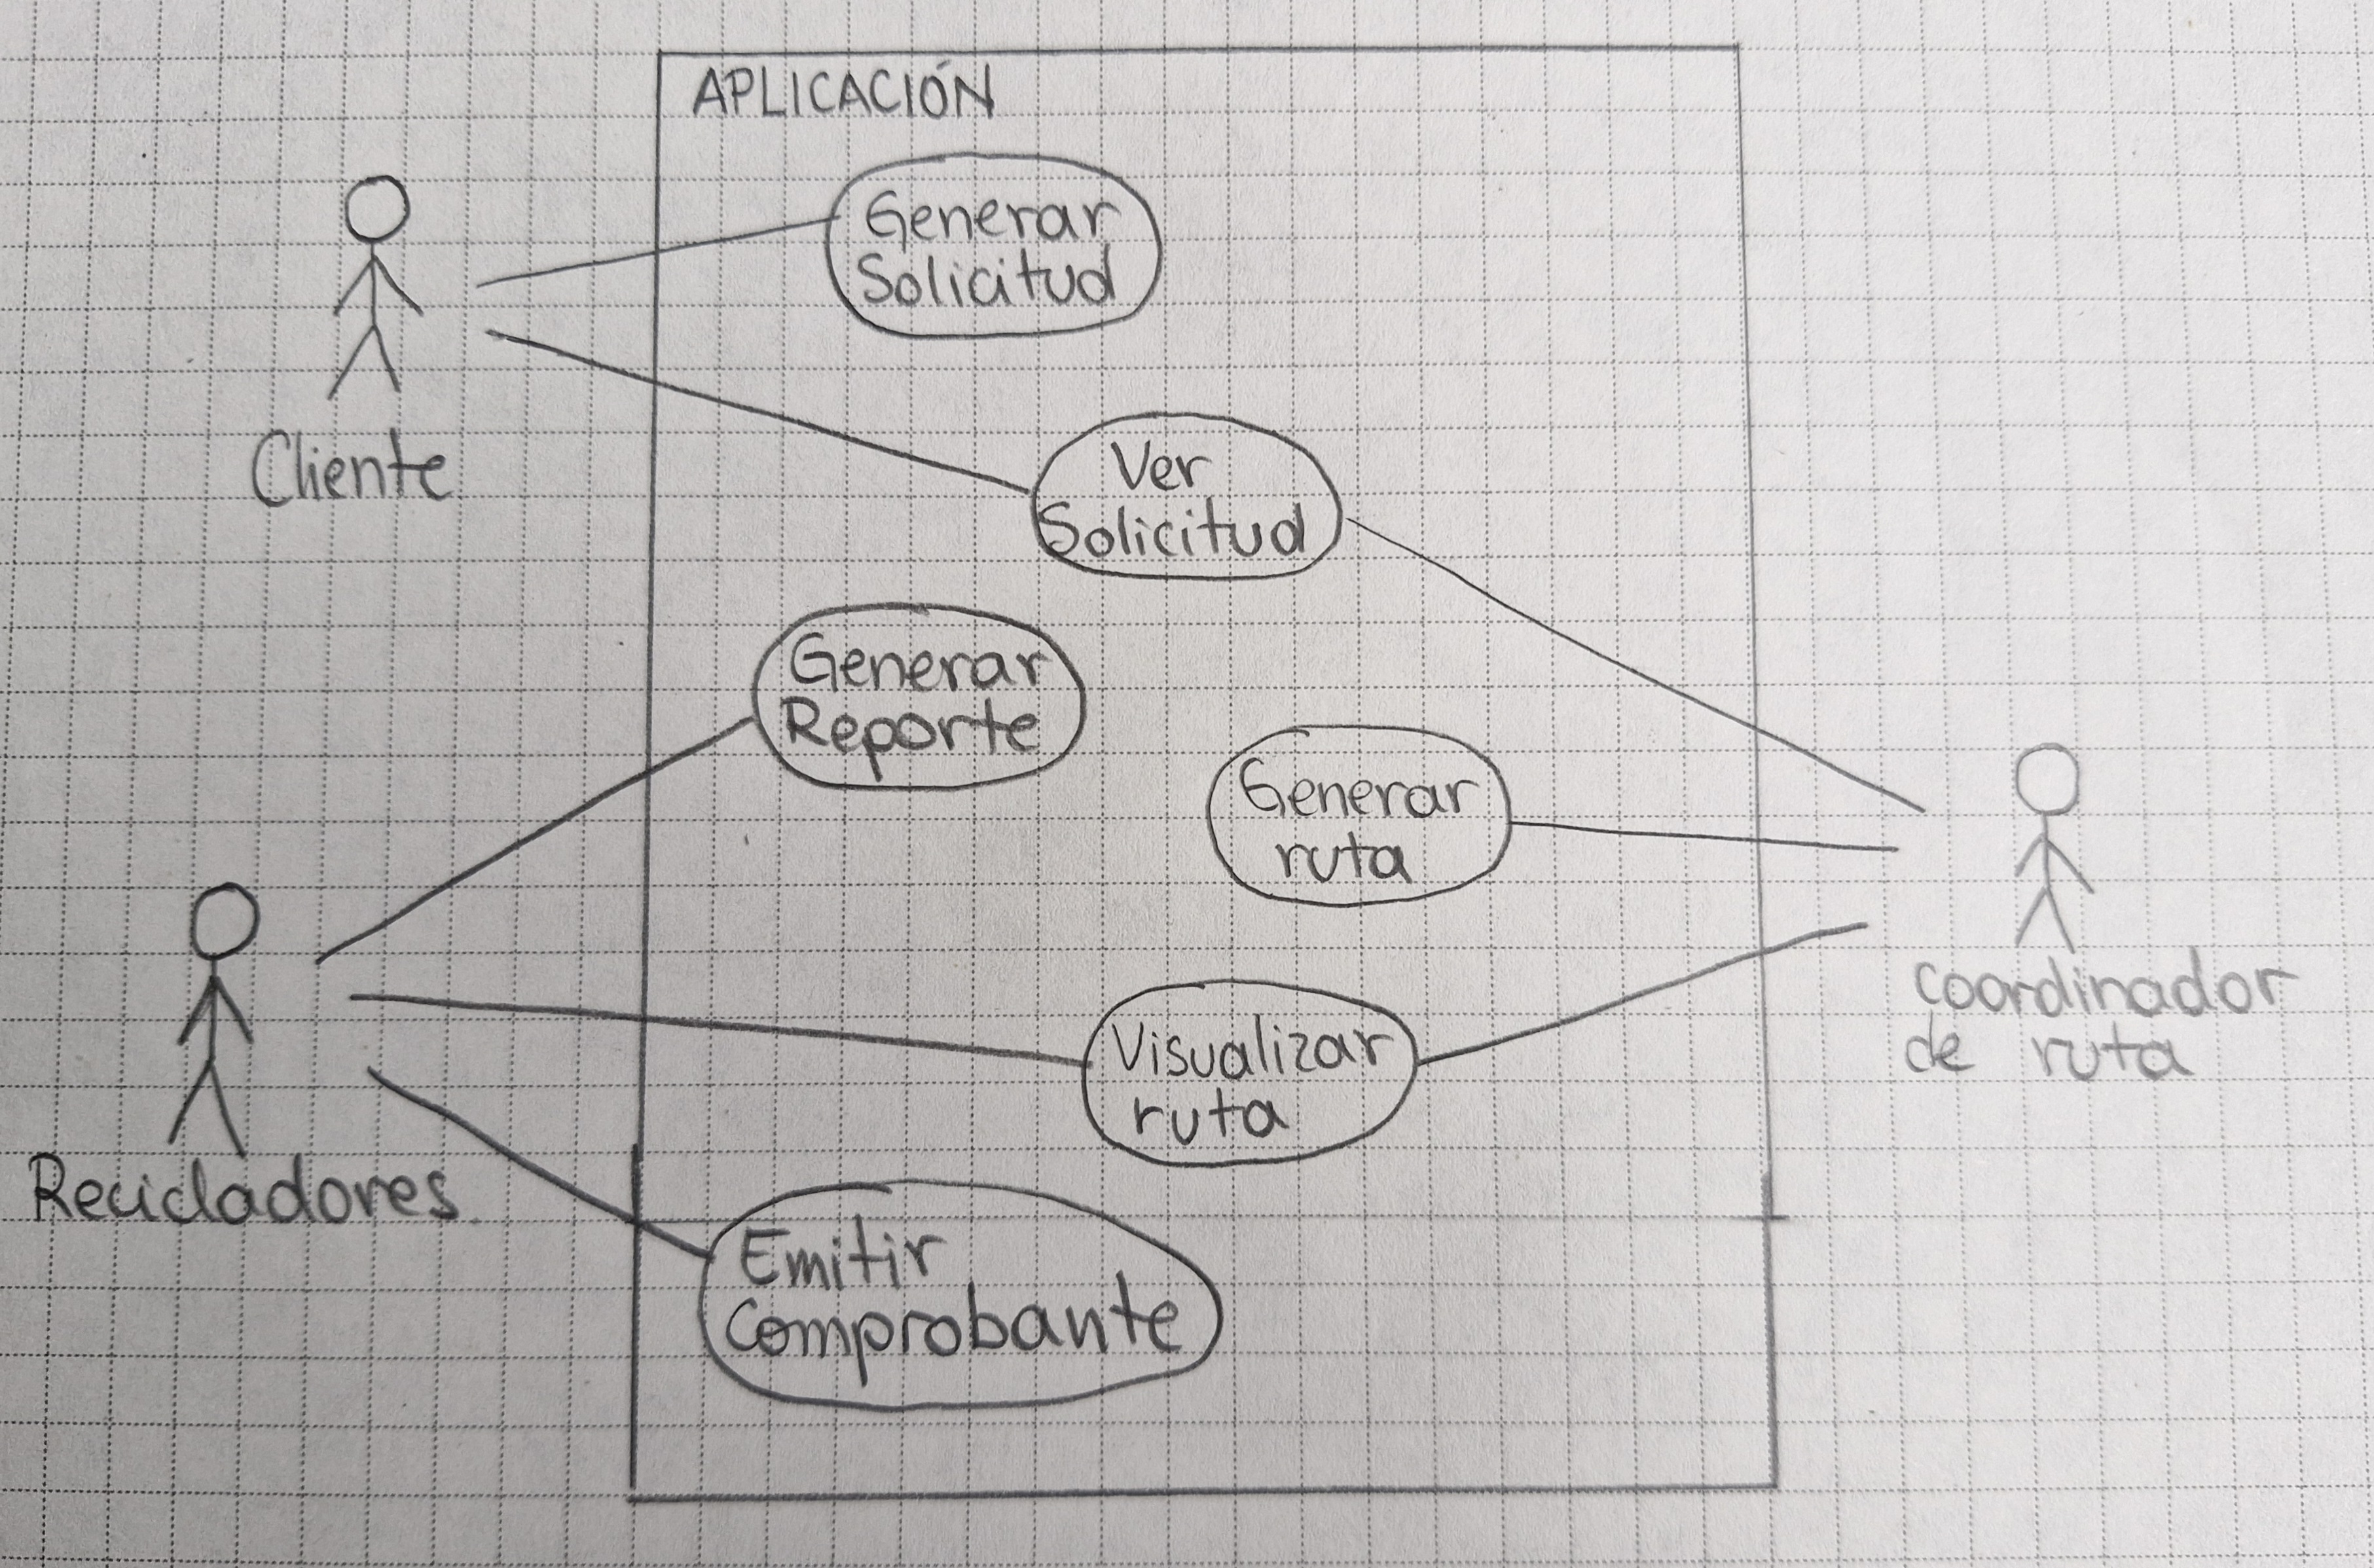 APLICACIÓN
Generar
Solicitud
Cliente
Ver
Solicitud
Generar
Reporte
Generar
ruta
Coordinador
de ruta
Visualizar
ruta
Recicladores
Emitir
Comprobante